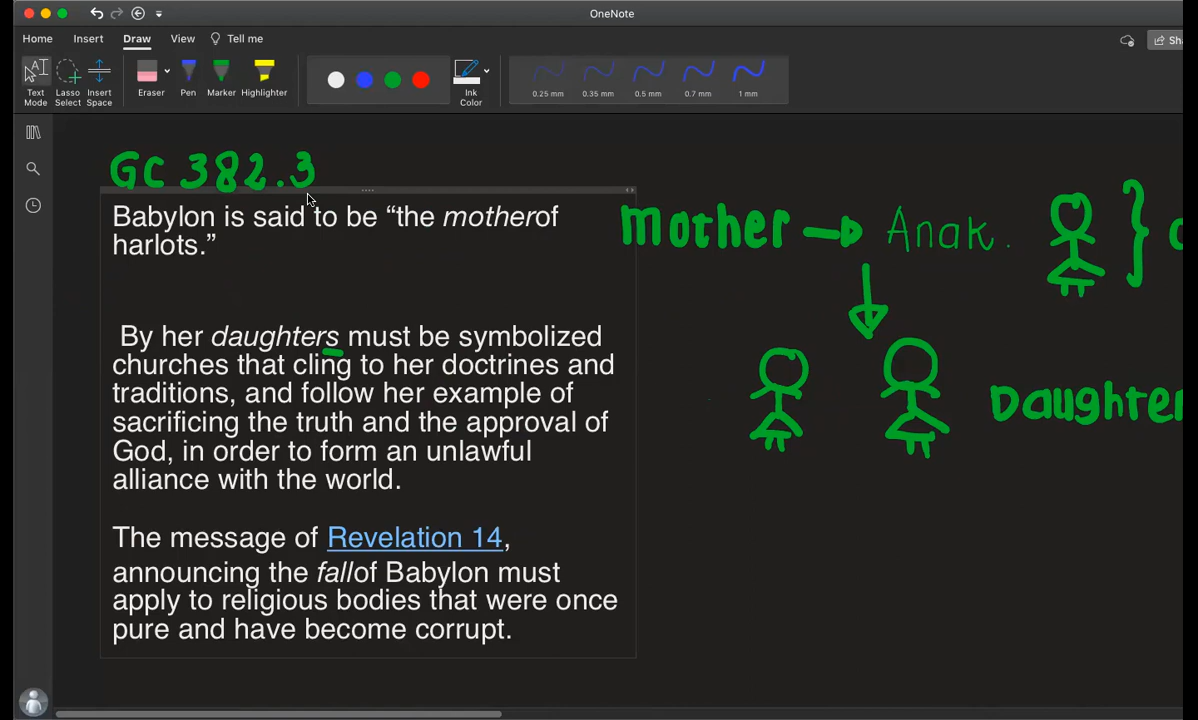 OneNote
Home Insert Draw View Tell me
Sha
Text Mode
Lasso Select
Insert Space
Eraser
Pen
Marker
Highlighter
Ink Color
0.25 mm 0.35 mm 0.5 mm 0.7 mm 1 mm
GC 382.3
Babylon is said to be “the motherof
harlots.”
By her daughters must be symbolized
churches that cling to her doctrines and
traditions, and follow her example of
sacrificing the truth and the approval of
God, in order to form an unlawful
alliance with the world.
The message of Revelation 14,
announcing the fallof Babylon must
apply to religious bodies that were once
pure and have become corrupt.
mother Anak.
Daughter